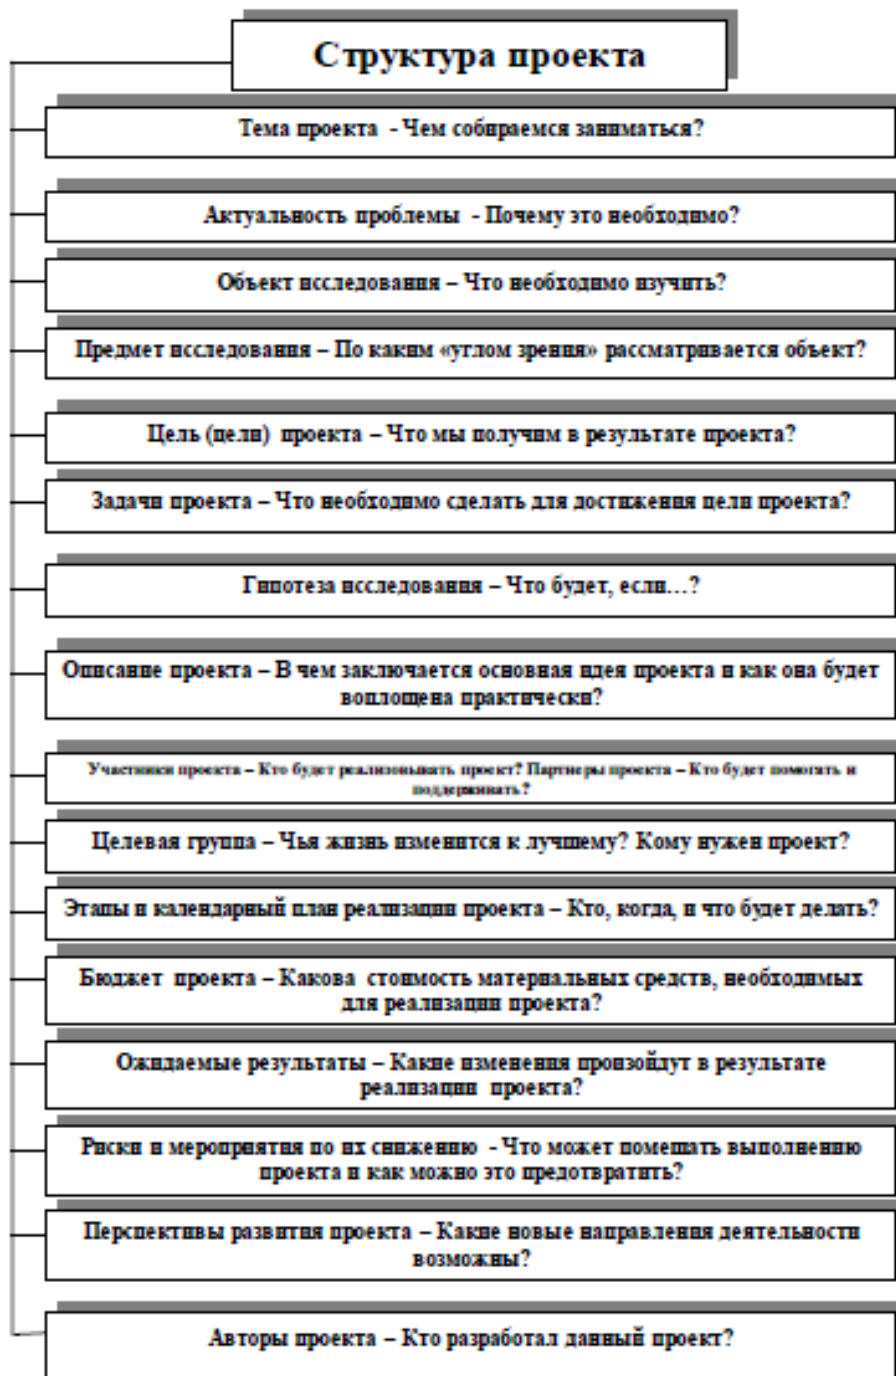 Структура проекта
Тема проекта - Чем собираемся заниматься?
Актуальность проблемы - Почему это необходимо?
Объект исследования – Что необходимо изучить?
Предмет исследования – По каким «углом зрения» рассматривается объект?
Цель (цели) проекта – Что мы получим в результате проекта?
Задачи проекта – Что необходимо сделать для достижения цели проекта?
Гипотеза исследования – Что будет, если…?
Описание проекта – В чем заключается основная идея проекта и как она будет
воплощена практически?
Участники проекта – Кто будет реализовывать проект? Партнеры проекта – Кто будет помогать и
поддерживать?
Целевая группа – Чья жизнь изменится к лучшему? Кому нужен проект?
Этапы и календарный план реализации проекта – Кто, когда, и что будет делать?
Бюджет проекта – Какова стоимость материальных средств, необходимых
для реализации проекта?
Ожидаемые результаты – Какие изменения произойдут в результате
реализации проекта?
Риски и мероприятия по их снижению - Что может помешать выполнению
проекта и как можно это предотвратить?
Перспективы развития проекта – Какие новые направления деятельности
возможны?
Авторы проекта – Кто разработал данный проект?